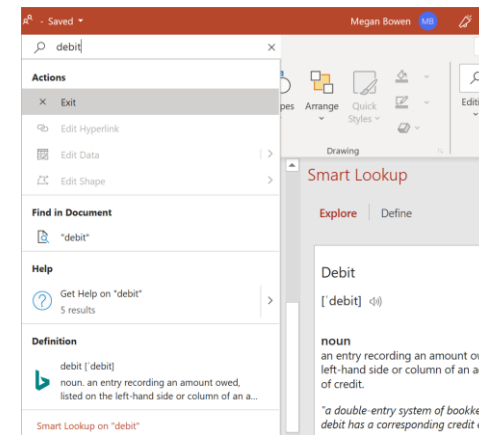 - Saved
Megan Bowen MB
debit
Actions
Exit
Edit Hyperlink
Edit Data
Edit Shape
Find in Document
"debit"
Help
Get Help on "debit"
5 results
Definition
debit [ˈdebit]
noun. an entry recording an amount owed,
listed on the left-hand side or column of an a...
Smart Lookup on "debit"
pes
Arrange
Quick
Styles
Editi
Drawing
Smart Lookup
Explore
Define
Debit
[ˈdebit]
noun
an entry recording an amount ow
left-hand side or column of an a
of credit.
"a double-entry system of bookke
debit has a corresponding credit e